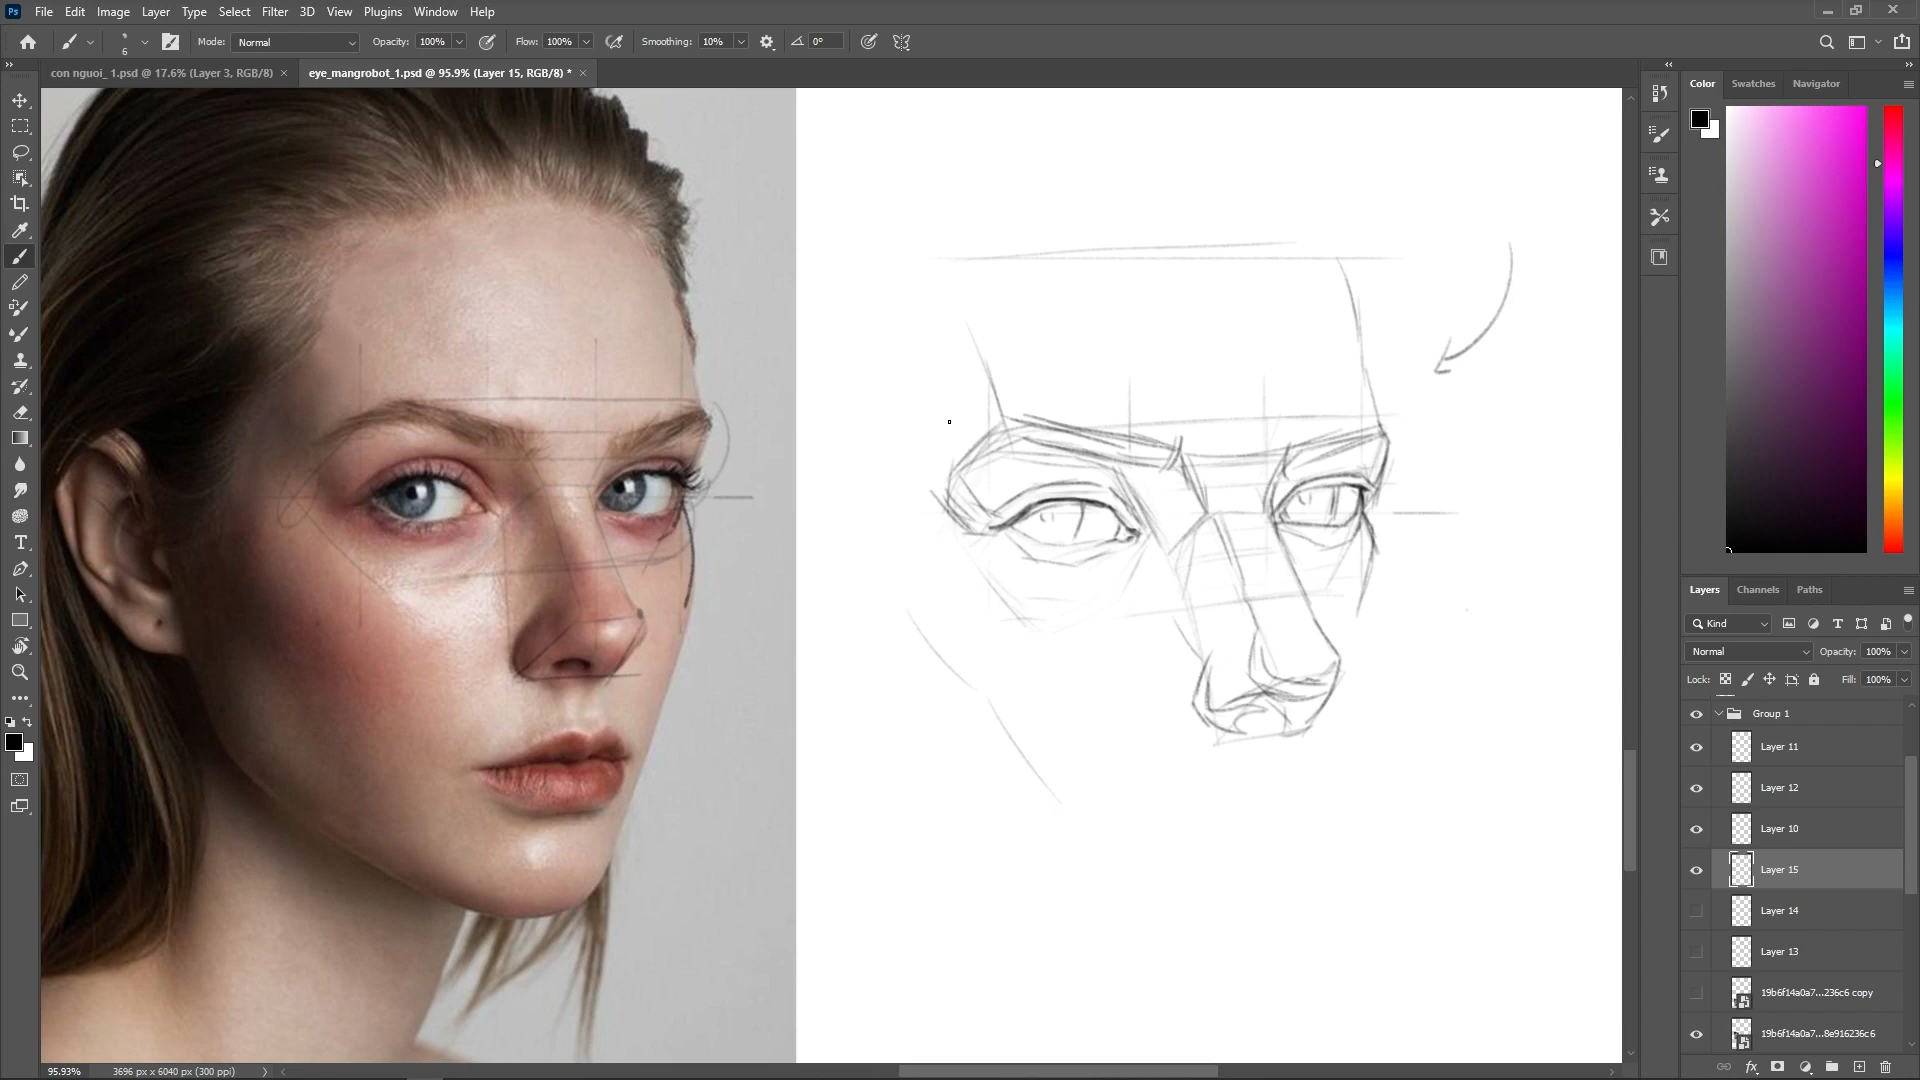 Ps File Edit Image Layer Type Select Filter 3D View Plugins Window Help
6 Mode: Normal Opacity: 100% Flow: 100% Smoothing: 10% 0°
con nguoi_ 1.psd @ 17.6% (Layer 3, RGB/8) × eye_mangrobot_1.psd @ 95.9% (Layer 15, RGB/8) * ×
Color Swatches Navigator
Layers Channels Paths
Kind
Normal Opacity: 100%
Lock: Fill: 100%
Group 1
Layer 11
Layer 12
Layer 10
Layer 15
Layer 14
Layer 13
19b6f14a0a7...236c6 copy
19b6f14a0a7...8e916236c6
95.93% 3696 px x 6040 px (300 ppi)